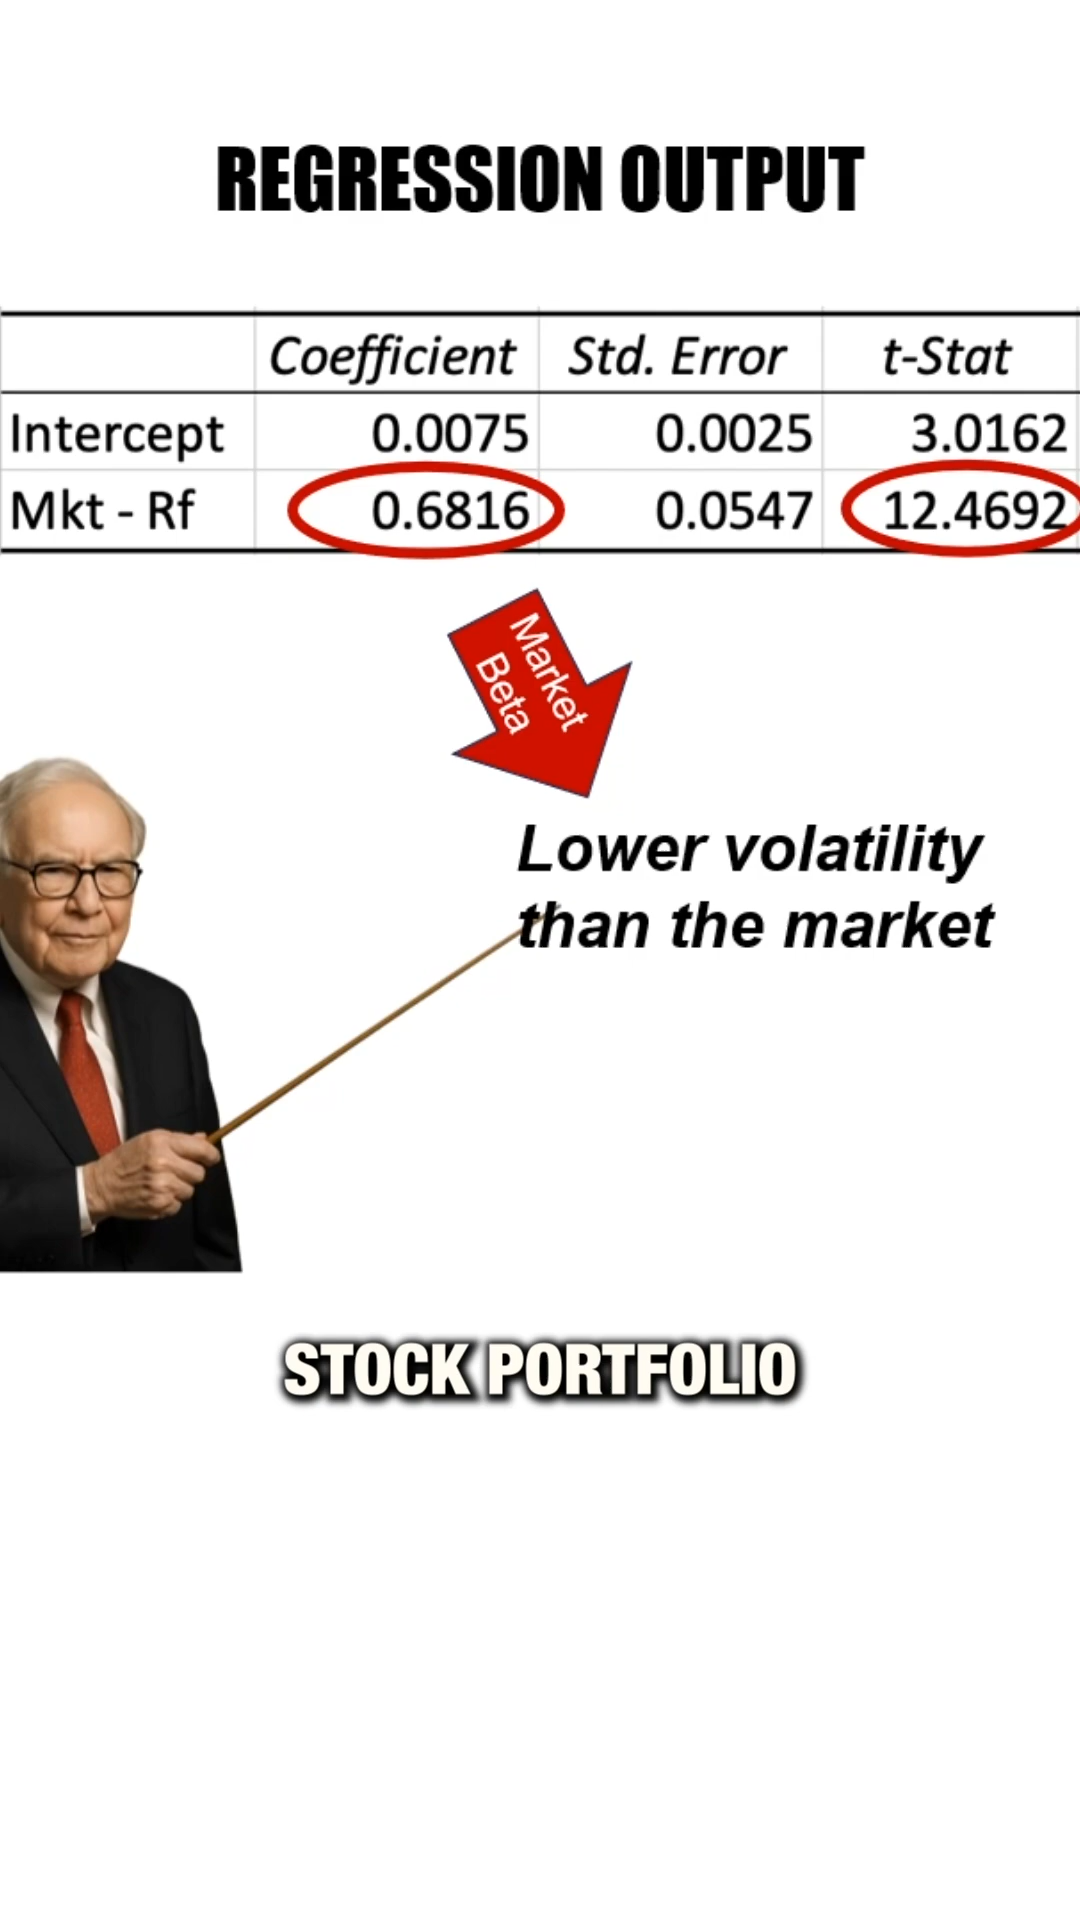 REGRESSION OUTPUT
Coefficient Std. Error t-Stat
Intercept 0.0075 0.0025 3.0162
Mkt - Rf 0.6816 0.0547 12.4692
Market
Beta
Lower volatility
than the market
STOCK PORTFOLIO